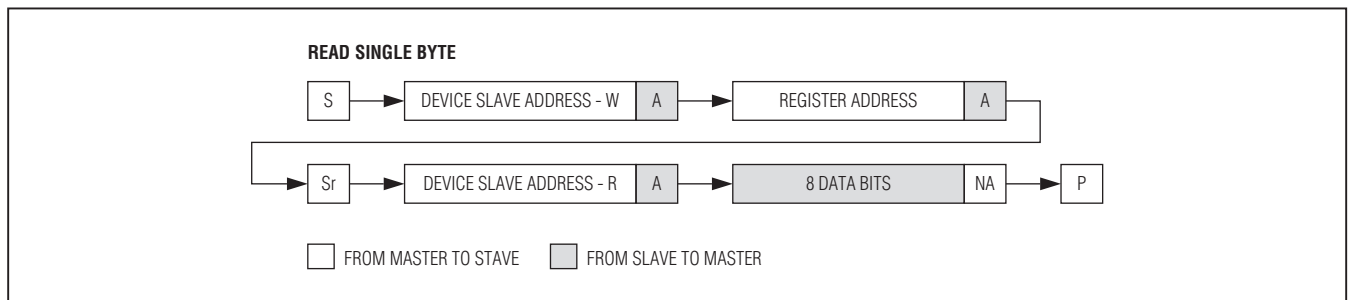 READ SINGLE BYTE
S DEVICE SLAVE ADDRESS - W A REGISTER ADDRESS A
Sr DEVICE SLAVE ADDRESS - R A 8 DATA BITS NA P
FROM MASTER TO STAVE FROM SLAVE TO MASTER